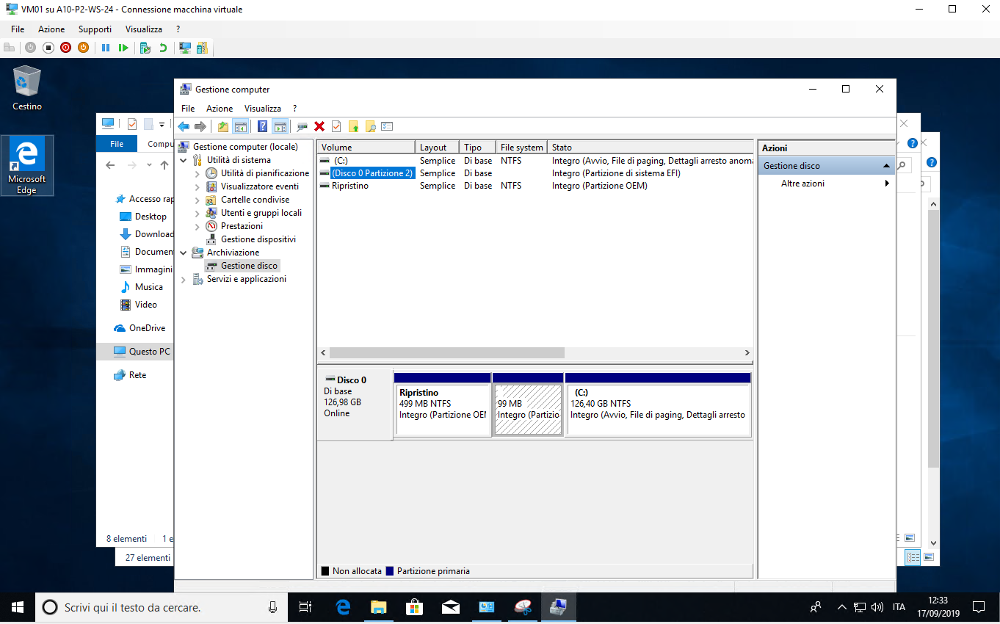 VM01 su A10-P2-WS-24 - Connessione macchina virtuale
File Azione Supporti Visualizza ?
Cestino
Microsoft
Edge
File Compu
Accesso rap
Desktop
Download
Documen
Immagini
Musica
Video
OneDrive
Questo PC
Rete
8 elementi 1 e
27 elementi
Gestione computer
File Azione Visualizza ?
Gestione computer (locale)
Utilità di sistema
Utilità di pianificazione
Visualizzatore eventi
Cartelle condivise
Utenti e gruppi locali
Prestazioni
Gestione dispositivi
Archiviazione
Gestione disco
Servizi e applicazioni
Volume Layout Tipo File system Stato
(C:) Semplice Di base NTFS Integro (Avvio, File di paging, Dettagli arresto anoma
(Disco 0 Partizione 2) Semplice Di base Integro (Partizione di sistema EFI)
Ripristino Semplice Di base NTFS Integro (Partizione OEM)
Azioni
Gestione disco
Altre azioni
Disco 0
Di base
126,98 GB
Online
Ripristino
499 MB NTFS
Integro (Partizione OEI
99 MB
Integro (Partizio
(C:)
126,40 GB NTFS
Integro (Avvio, File di paging, Dettagli arresto
Non allocata Partizione primaria
Scrivi qui il testo da cercare.
ITA
12:33
17/09/2019